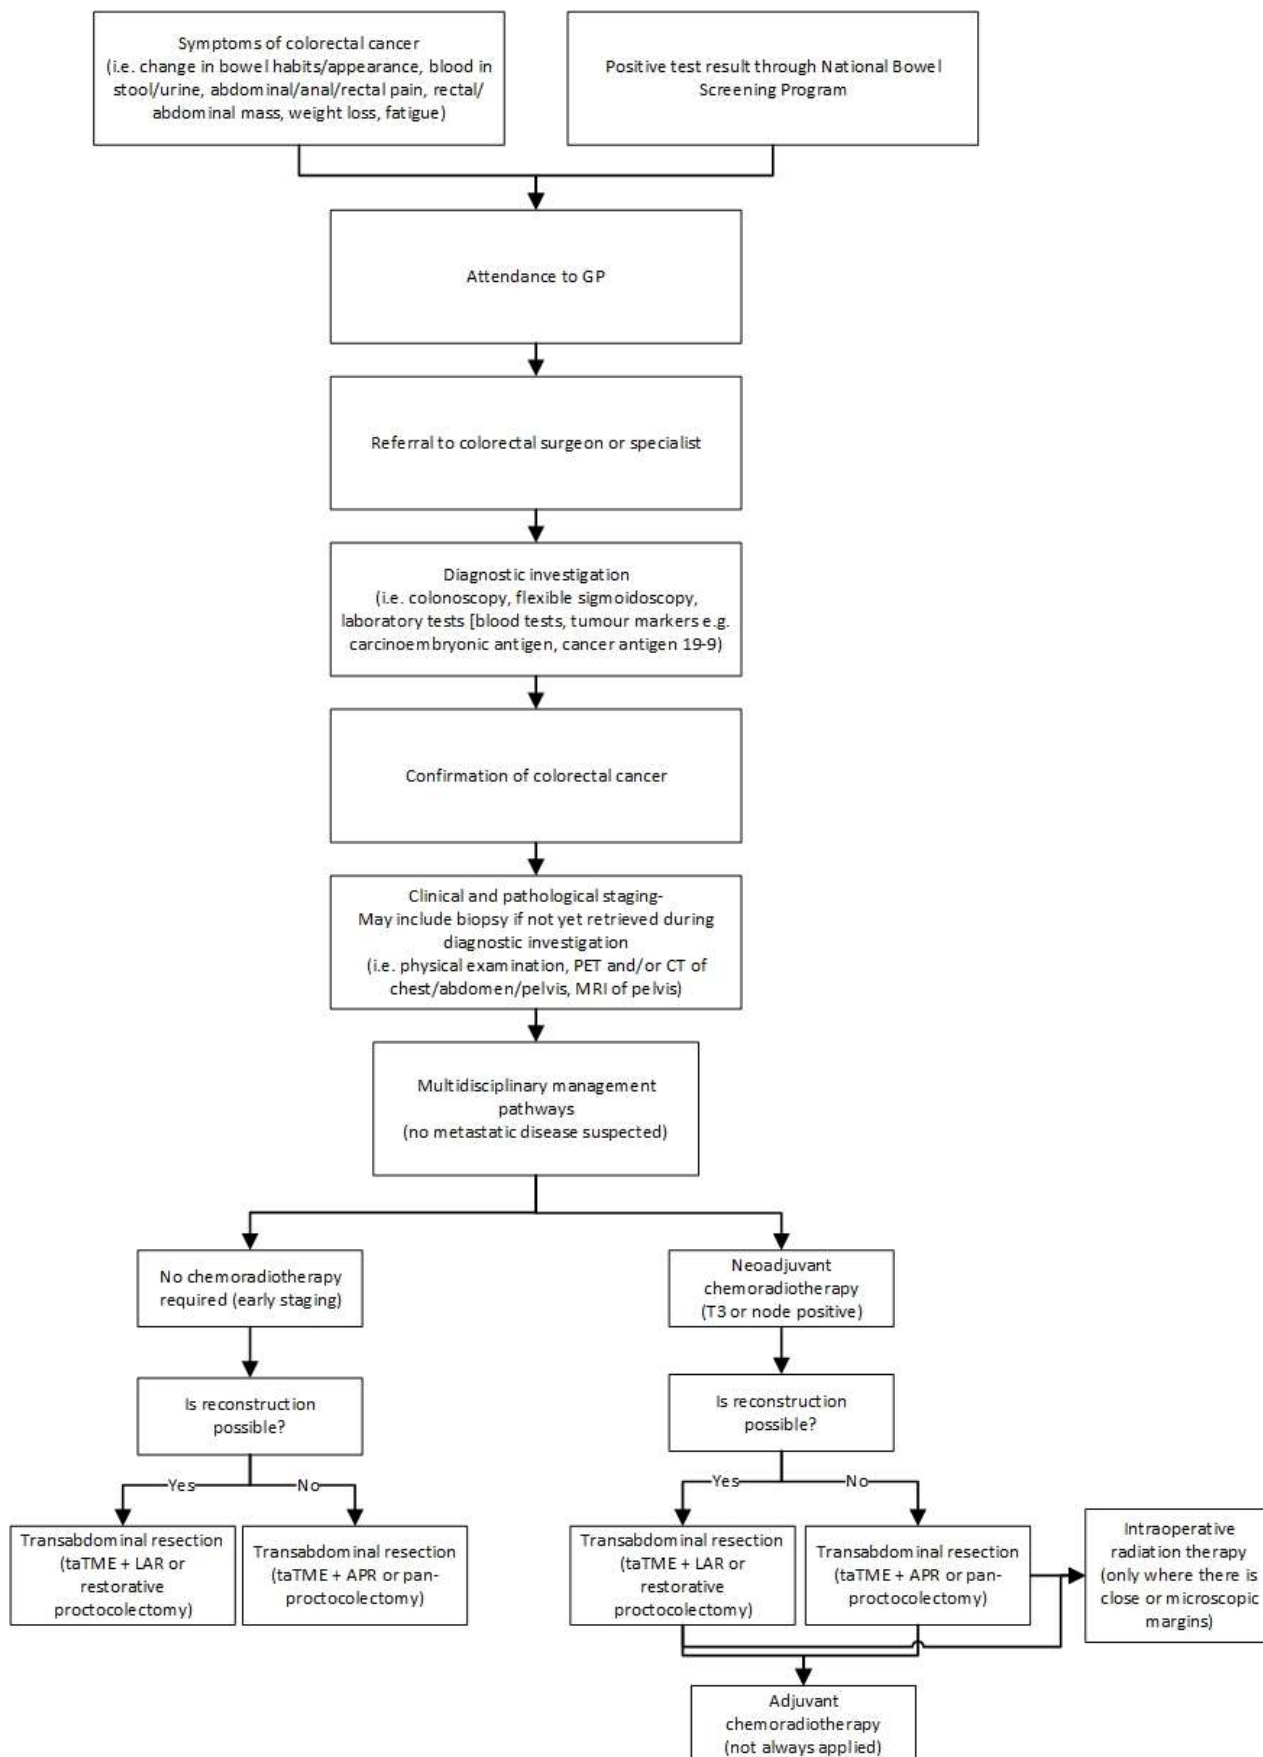 Symptoms of colorectal cancer
(i.e. change in bowel habits/appearance, blood in
stool/urine, abdominal/anal/rectal pain, rectal/
abdominal mass, weight loss, fatigue)
Positive test result through National Bowel
Screening Program
Attendance to GP
Referral to colorectal surgeon or specialist
Diagnostic investigation
(i.e. colonoscopy, flexible sigmoidoscopy,
laboratory tests [blood tests, tumour markers e.g.
carcinoembryonic antigen, cancer antigen 19-9)
Confirmation of colorectal cancer
Clinical and pathological staging-
May include biopsy if not yet retrieved during
diagnostic investigation
(i.e. physical examination, PET and/or CT of
chest/abdomen/pelvis, MRI of pelvis)
Multidisciplinary management
pathways
(no metastatic disease suspected)
No chemoradiotherapy
required (early staging)
Neoadjuvant
chemoradiotherapy
(T3 or node positive)
Is reconstruction
possible?
Is reconstruction
possible?
Yes
No
Yes
No
Transabdominal resection
(taTME + LAR or
restorative
proctocolectomy)
Transabdominal resection
(taTME + APR or pan-
proctocolectomy)
Transabdominal resection
(taTME + LAR or
restorative
proctocolectomy)
Transabdominal resection
(taTME + APR or pan-
proctocolectomy)
Intraoperative
radiation therapy
(only where there is
close or microscopic
margins)
Adjuvant
chemoradiotherapy
(not always applied)